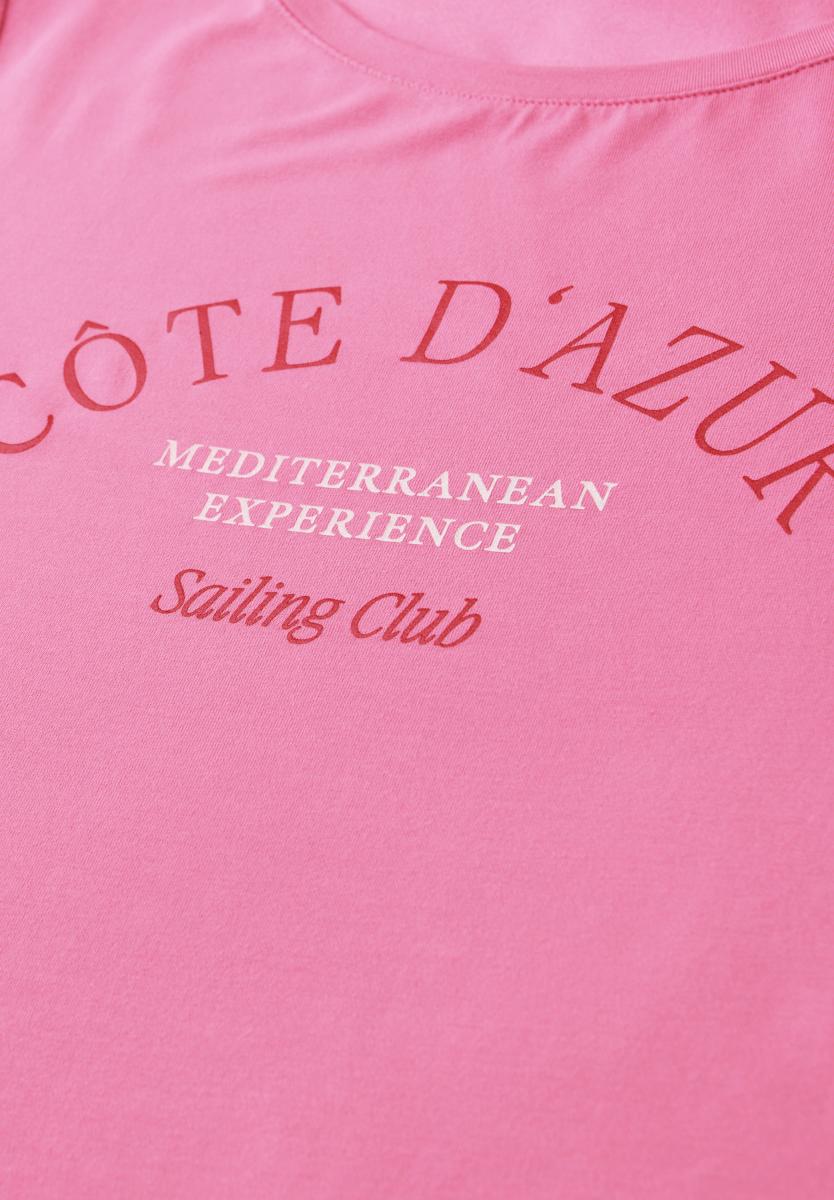 CÔTE D‘AZUR
MEDITERRANEAN
EXPERIENCE
Sailing Club